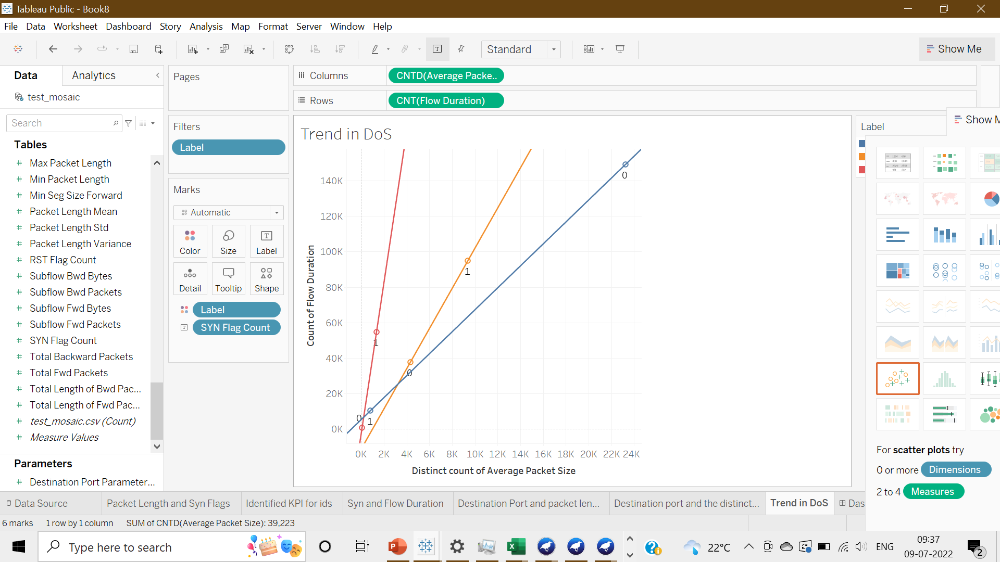 Tableau Public - Book8
File Data Worksheet Dashboard Story Analysis Map Format Server Window Help
Standard
Show Me
Data
Analytics
test_mosaic
Search
Tables
Max Packet Length
Min Packet Length
Min Seg Size Forward
Packet Length Mean
Packet Length Std
Packet Length Variance
RST Flag Count
Subflow Bwd Bytes
Subflow Bwd Packets
Subflow Fwd Bytes
Subflow Fwd Packets
SYN Flag Count
Total Backward Packets
Total Fwd Packets
Total Length of Bwd Pac...
Total Length of Fwd Pac...
test_mosaic.csv (Count)
Measure Values
Parameters
Destination Port Parameter...
Pages
Filters
Label
Marks
Automatic
Color
Size
Label
Detail
Tooltip
Shape
Label
SYN Flag Count
Columns
CNTD(Average Packe..
Rows
CNT(Flow Duration)
Trend in DoS
Count of Flow Duration
140K
120K
100K
80K
60K
40K
20K
0K
0
1
1
0
0
1
0K 2K 4K 6K 8K 10K 12K 14K 16K 18K 20K 22K 24K
Distinct count of Average Packet Size
Label
Show M
For scatter plots try
0 or more Dimensions
2 to 4 Measures
Data Source
Packet Length and Syn Flags
Identified KPI for ids
Syn and Flow Duration
Destination Port and packet len...
Destination port and the distinct...
Trend in DoS
Das
6 marks
1 row by 1 column
SUM of CNTD(Average Packet Size): 39,223
Type here to search
22°C
ENG
09:37
09-07-2022
2